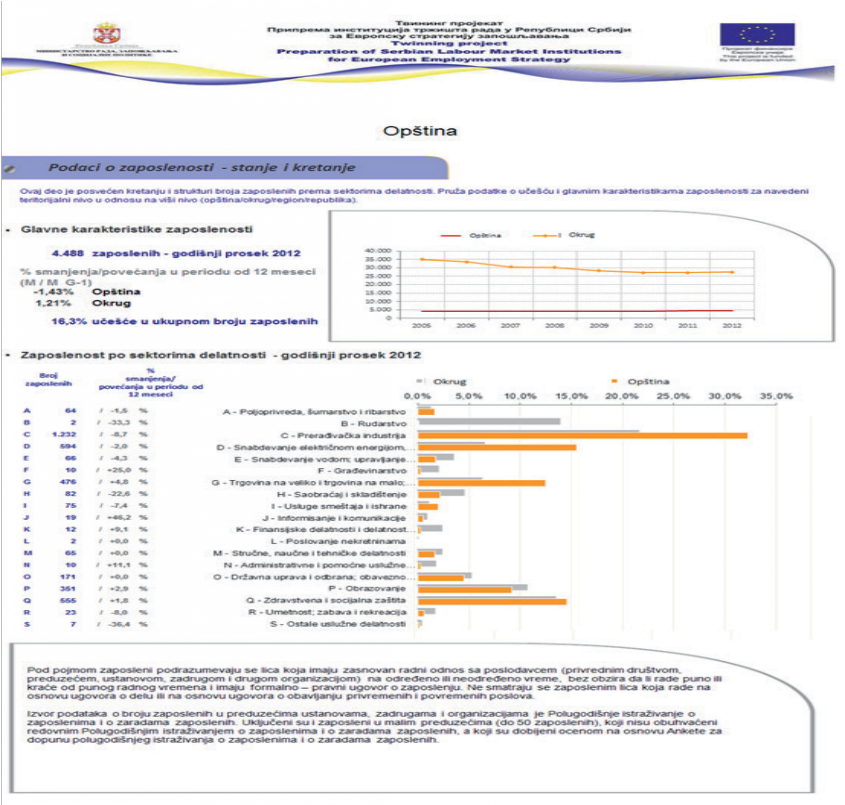 Твининг пројекат
Припрема институција тржишта рада у Републици Србији
за Европску стратегију запошљавања
Twinning project
Preparation of Serbian Labour Market Institutions
for European Employment Strategy
Република Србија
МИНИСТАРСТВО РАДА, ЗАПОШЉАВАЊА
И СОЦИЈАЛНЕ ПОЛИТИКЕ
Пројекат финансира
Европска унија
This project is funded
by the European Union
Opština
Podaci o zaposlenosti - stanje i kretanje
Ovaj deo je posvećen kretanju i strukturi broja zaposlenih prema sektorima delatnosti. Pruža podatke o učešću i glavnim karakteristikama zaposlenosti za navedeni
teritorijalni nivo u odnosu na viši nivo (opština/okrug/region/republika).
• Glavne karakteristike zaposlenosti
4.488 zaposlenih - godišnji prosek 2012
% smanjenja/povećanja u periodu od 12 meseci
(M / M G-1)
-1,43% Opština
1,21% Okrug
16,3% učešće u ukupnom broju zaposlenih
Opština Okrug
40.000
35.000
30.000
25.000
20.000
15.000
10.000
5.000
0
2005 2006 2007 2008 2009 2010 2011 2012
• Zaposlenost po sektorima delatnosti - godišnji prosek 2012
Broj
zaposlenih
%
smanjenja/
povećanja u periodu od
12 meseci
Okrug Opština
0,0% 5,0% 10,0% 15,0% 20,0% 25,0% 30,0% 35,0%
A 64 / -1,5 % A - Poljoprivreda, šumarstvo i ribarstvo
B 2 / -33,3 % B - Rudarstvo
C 1.232 / -8,7 % C - Prerađivačka industrija
D 594 / -2,0 % D - Snabdevanje električnom energijom,...
E 66 / -4,3 % E - Snabdevanje vodom; upravljanje...
F 10 / +25,0 % F - Građevinarstvo
G 476 / +4,8 % G - Trgovina na veliko i trgovina na malo;...
H 82 / -22,6 % H - Saobraćaj i skladištenje
I 75 / -7,4 % I - Usluge smeštaja i ishrane
J 19 / +46,2 % J - Informisanje i komunikacije
K 12 / +9,1 % K - Finansijske delatnosti i delatnost...
L 2 / +0,0 % L - Poslovanje nekretninama
M 65 / +0,0 % M - Stručne, naučne i tehničke delatnosti
N 10 / +11,1 % N - Administrativne i pomoćne uslužne...
O 171 / +0,0 % O - Državna uprava i odbrana; obavezno...
P 351 / +2,9 % P - Obrazovanje
Q 555 / +1,8 % Q - Zdravstvena i socijalna zaštita
R 23 / -8,0 % R - Umetnost; zabava i rekreacija
S 7 / -36,4 % S - Ostale uslužne delatnosti
Pod pojmom zaposleni podrazumevaju se lica koja imaju zasnovan radni odnos sa poslodavcem (privrednim društvom,
preduzećem, ustanovom, zadrugom i drugom organizacijom) na određeno ili neodređeno vreme, bez obzira da li rade puno ili
kraće od punog radnog vremena i imaju formalno – pravni ugovor o zaposlenju. Ne smatraju se zaposlenim lica koja rade na
osnovu ugovora o delu ili na osnovu ugovora o obavljanju privremenih i povremenih poslova.
Izvor podataka o broju zaposlenih u preduzećima ustanovama, zadrugama i organizacijama je Polugodišnje istraživanje o
zaposlenima i o zaradama zaposlenih. Uključeni su i zaposleni u malim preduzećima (do 50 zaposlenih), koji nisu obuhvaćeni
redovnim Polugodišnjim istraživanjem o zaposlenima i o zaradama zaposlenih, a koji su dobijeni ocenom na osnovu Ankete za
dopunu polugodišnjeg istraživanja o zaposlenima i o zaradama zaposlenih.